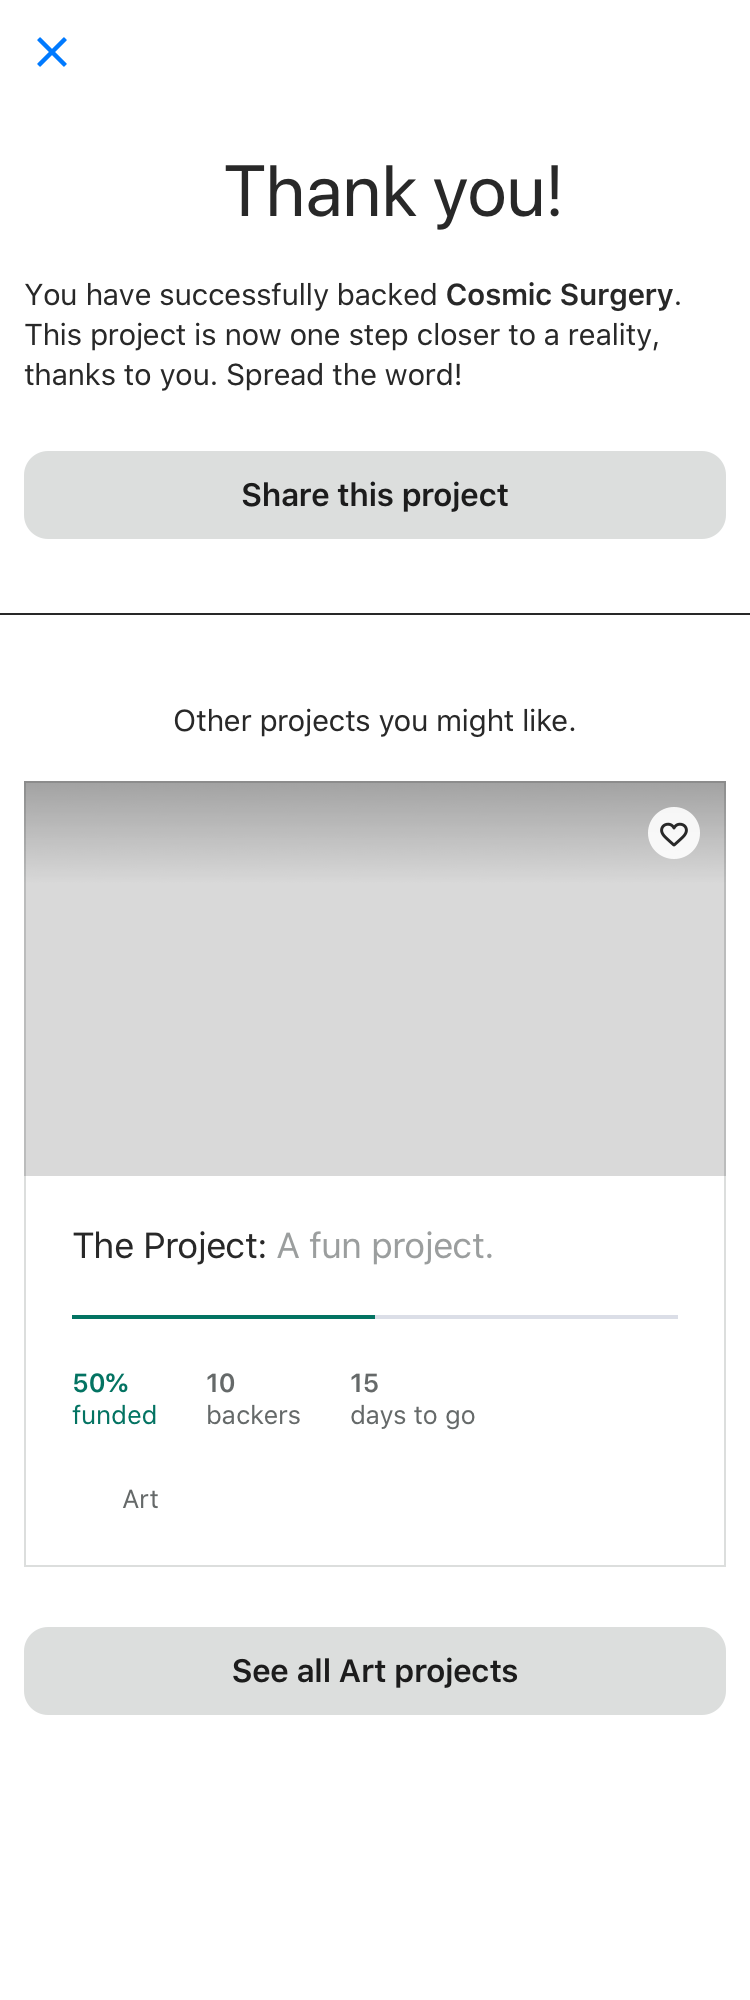 Thank you!
You have successfully backed Cosmic Surgery.
This project is now one step closer to a reality,
thanks to you. Spread the word!
Share this project
Other projects you might like.
The Project: A fun project.
50% 10 15
funded backers days to go
Art
See all Art projects